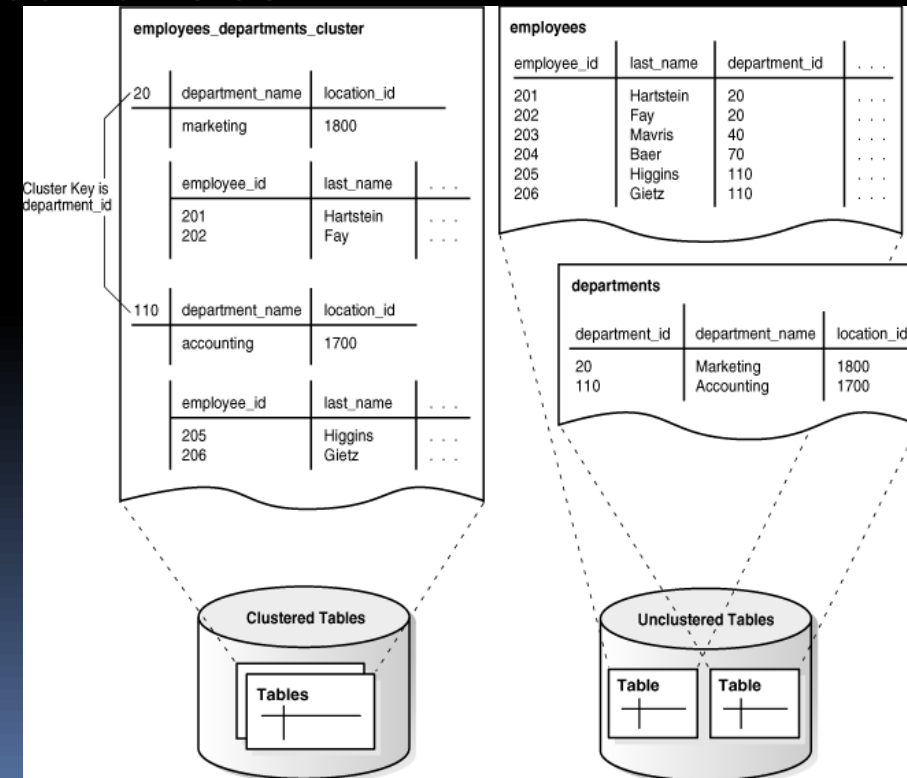 employees_departments_cluster
20 department_name location_id
marketing 1800
employee_id last_name . . .
201 Hartstein . . .
202 Fay . . .
Cluster Key is
department_id
110 department_name location_id
accounting 1700
employee_id last_name . . .
205 Higgins . . .
206 Gietz . . .
employees
employee_id last_name department_id . . .
201 Hartstein 20 . . .
202 Fay 20 . . .
203 Mavris 40 . . .
204 Baer 70 . . .
205 Higgins 110 . . .
206 Gietz 110 . . .
departments
department_id department_name location_id
20 Marketing 1800
110 Accounting 1700
Clustered Tables
Tables
Unclustered Tables
Table Table